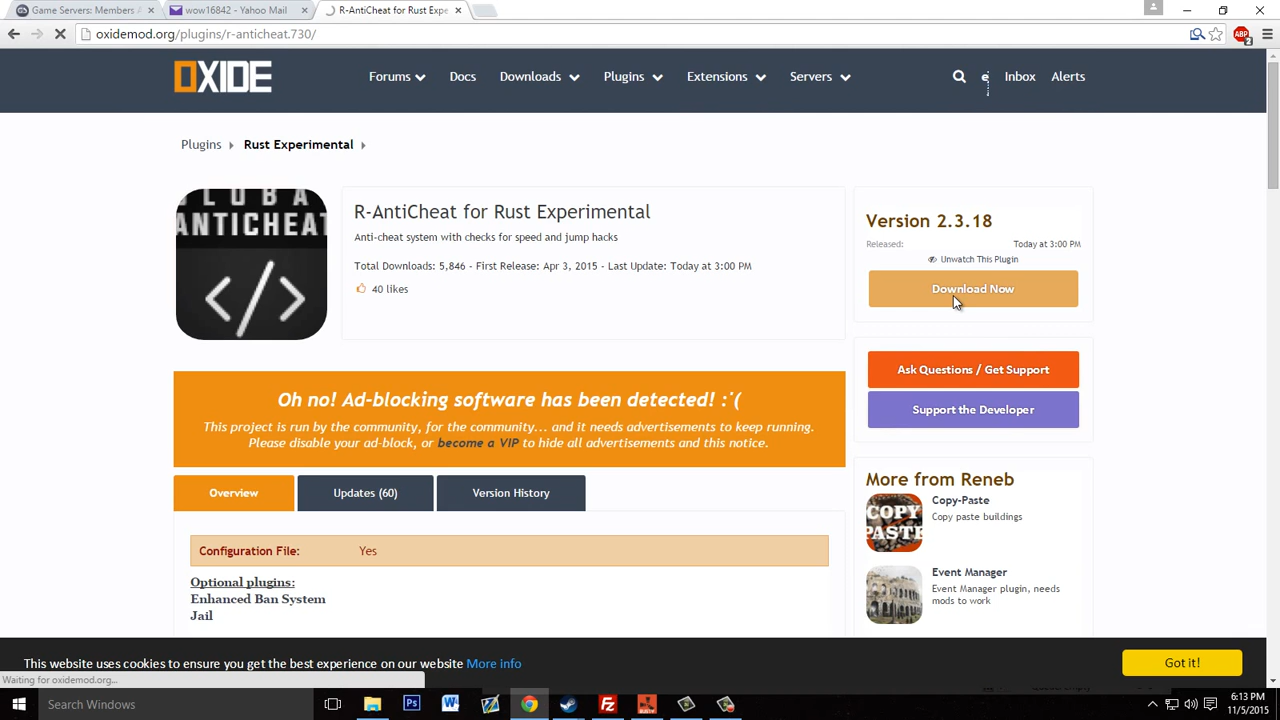 Game Servers: Members A
wow16842 - Yahoo Mail
R-AntiCheat for Rust Expe
oxidemod.org/plugins/r-anticheat.730/
ABP
2
OXIDE
Forums
Docs
Downloads
Plugins
Extensions
Servers
e
Inbox
Alerts
Plugins
Rust Experimental
GLOBA
ANTICHEAT
</>
R-AntiCheat for Rust Experimental
Anti-cheat system with checks for speed and jump hacks
Total Downloads: 5,846 - First Release: Apr 3, 2015 - Last Update: Today at 3:00 PM
40 likes
Version 2.3.18
Released: Today at 3:00 PM
Unwatch This Plugin
Download Now
Ask Questions / Get Support
Support the Developer
Oh no! Ad-blocking software has been detected! :'(
This project is run by the community, for the community... and it needs advertisements to keep running.
Please disable your ad-block, or become a VIP to hide all advertisements and this notice.
Overview
Updates (60)
Version History
Configuration File: Yes
Optional plugins:
Enhanced Ban System
Jail
More from Reneb
COPY
PASTE
Copy-Paste
Copy paste buildings
Event Manager
Event Manager plugin, needs
mods to work
This website uses cookies to ensure you get the best experience on our website More info
Got it!
Waiting for oxidemod.org...
Search Windows
6:13 PM
11/5/2015